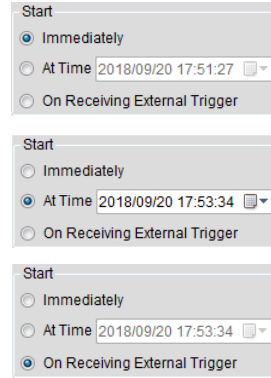 Start
Immediately
At Time 2018/09/20 17:51:27
On Receiving External Trigger
Start
Immediately
At Time 2018/09/20 17:53:34
On Receiving External Trigger
Start
Immediately
At Time 2018/09/20 17:53:34
On Receiving External Trigger